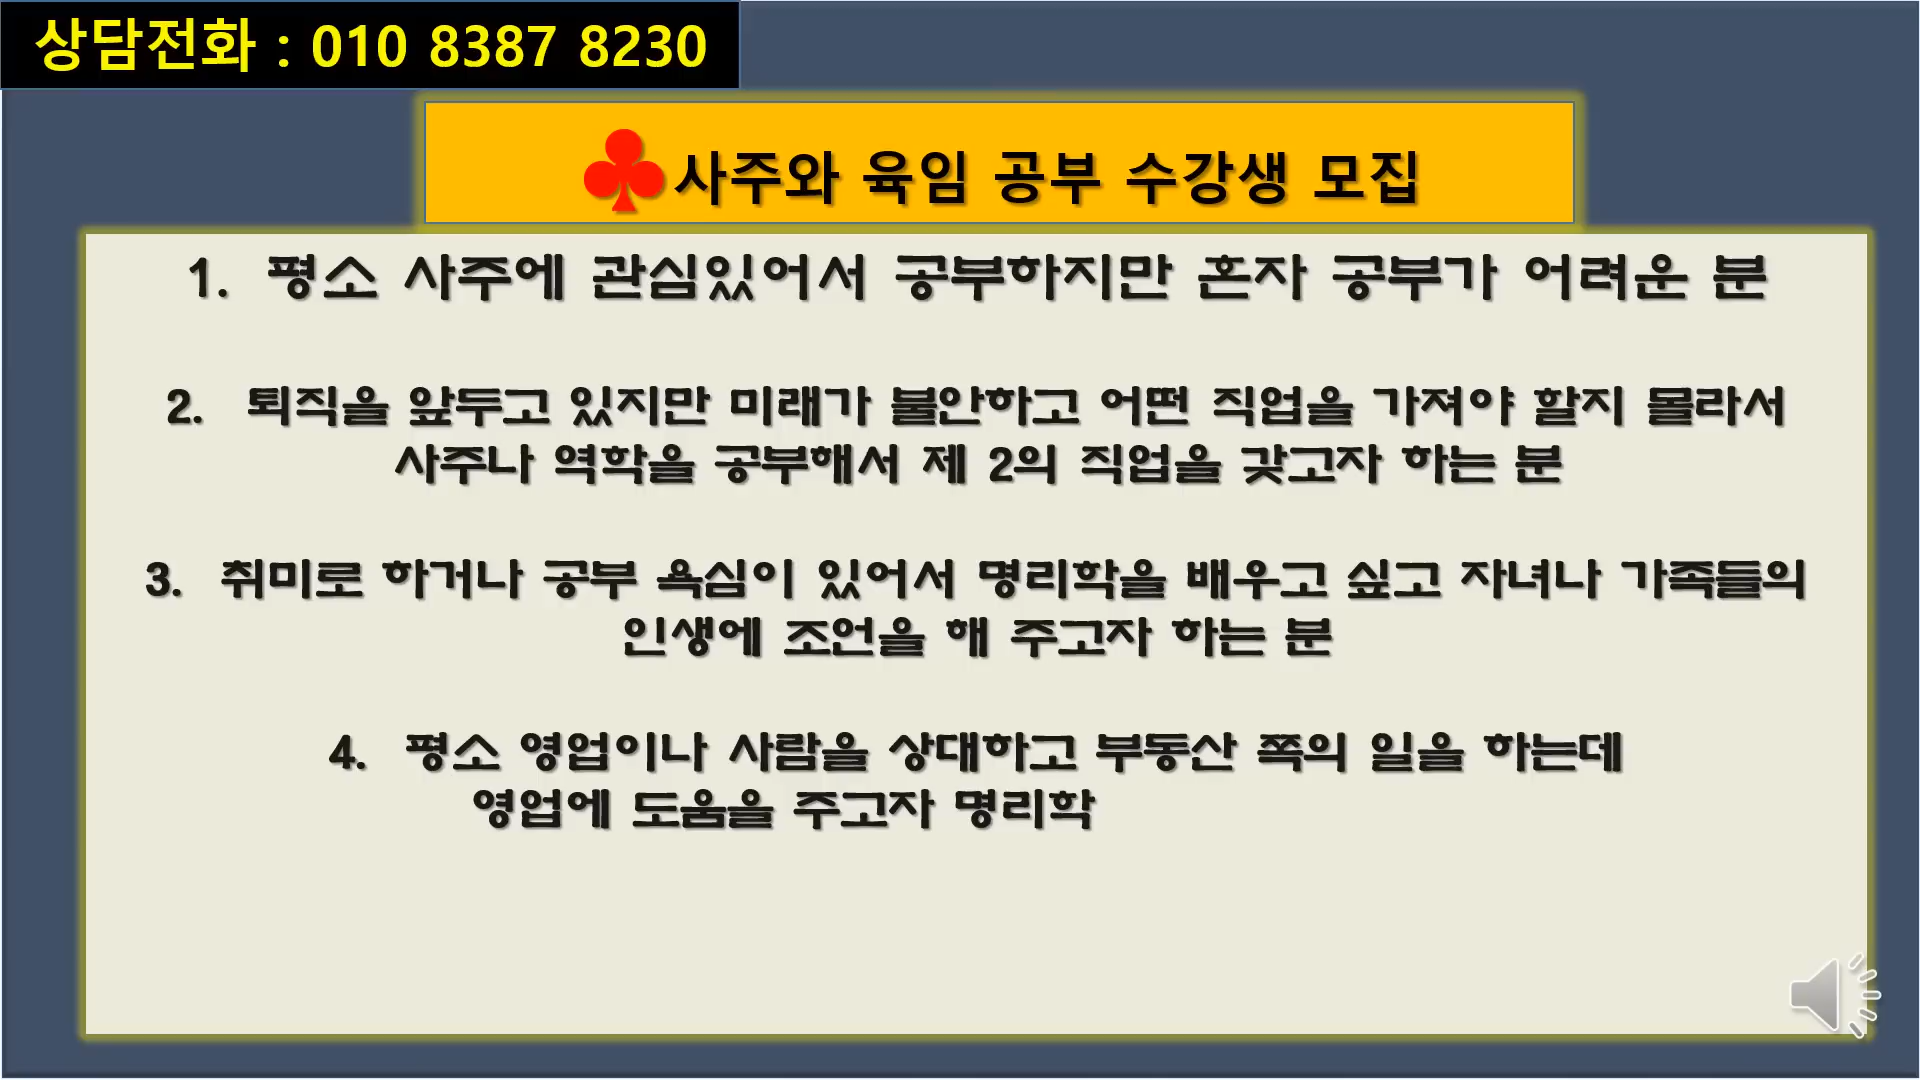 상담전화 : 010 8387 8230
사주와 육임 공부 수강생 모집
1. 평소 사주에 관심있어서 공부하지만 혼자 공부가 어려운 분
2. 퇴직을 앞두고 있지만 미래가 불안하고 어떤 직업을 가져야 할지 몰라서
사주나 역학을 공부해서 제 2의 직업을 갖고자 하는 분
3. 취미로 하거나 공부 욕심이 있어서 명리학을 배우고 싶고 자녀나 가족들의
인생에 조언을 해 주고자 하는 분
4. 평소 영업이나 사람을 상대하고 부동산 쪽의 일을 하는데
영업에 도움을 주고자 명리학